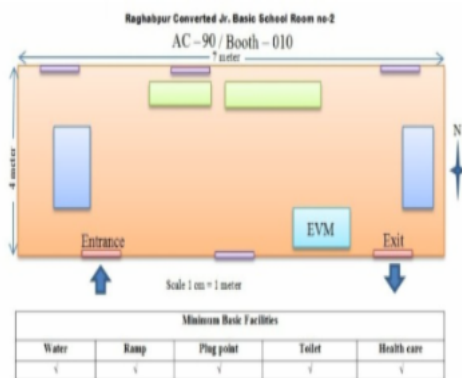 Raghabpur Converted Jr. Basic School Room no-2
AC – 90 / Booth – 010
7 meter
4 meter
N
EVM
Entrance
Exit
Scale 1 cm = 1 meter
Minimum Basic Facilities
Water Ramp Plug point Toilet Health care
√ √ √ √ √